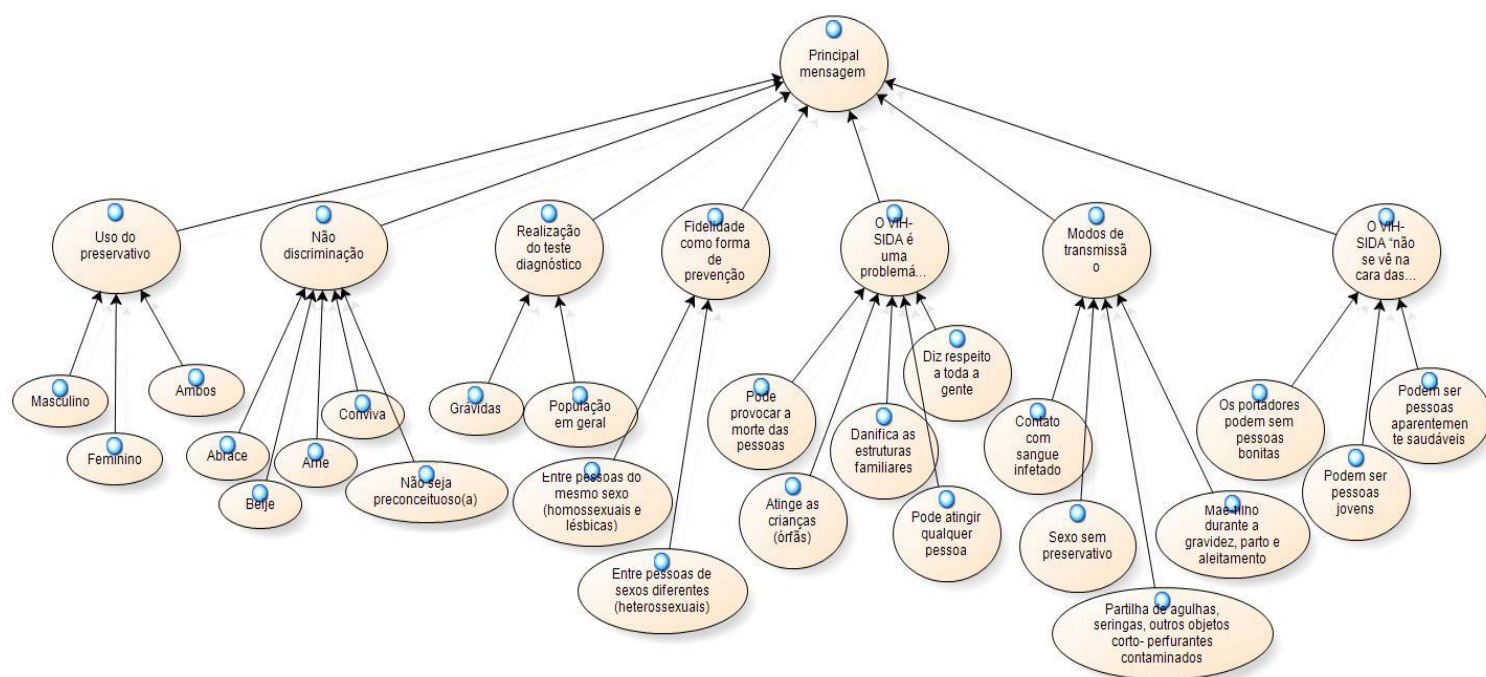 Principal
mensagem
Uso do
preservativo
Não
discriminação
Realização
do teste
diagnóstico
Fidelidade
como forma
de
prevenção
O VIH-
SIDA é
uma
problemá...
Modos de
transmissã
o
O VIH-
SIDA “não
se vê na
cara das...
Masculino
Feminino
Ambos
Abrace
Beije
Ame
Conviva
Não seja
preconceituoso(a)
Grávidas
População
em geral
Entre pessoas do
mesmo sexo
(homossexuais e
lésbicas)
Entre pessoas de
sexos diferentes
(heterossexuais)
Pode
provocar a
morte das
pessoas
Atinge as
crianças
(órfãs)
Danifica as
estruturas
familiares
Pode atingir
qualquer
pessoa
Diz respeito
a toda a
gente
Contato
com
sangue
infetado
Sexo sem
preservativo
Partilha de agulhas,
seringas, outros objetos
corto- perfurantes
contaminados
Mãe-filho
durante a
gravidez, parto e
aleitamento
Os portadores
podem sem
pessoas
bonitas
Podem ser
pessoas
jovens
Podem ser
pessoas
aparentemen
te saudáveis